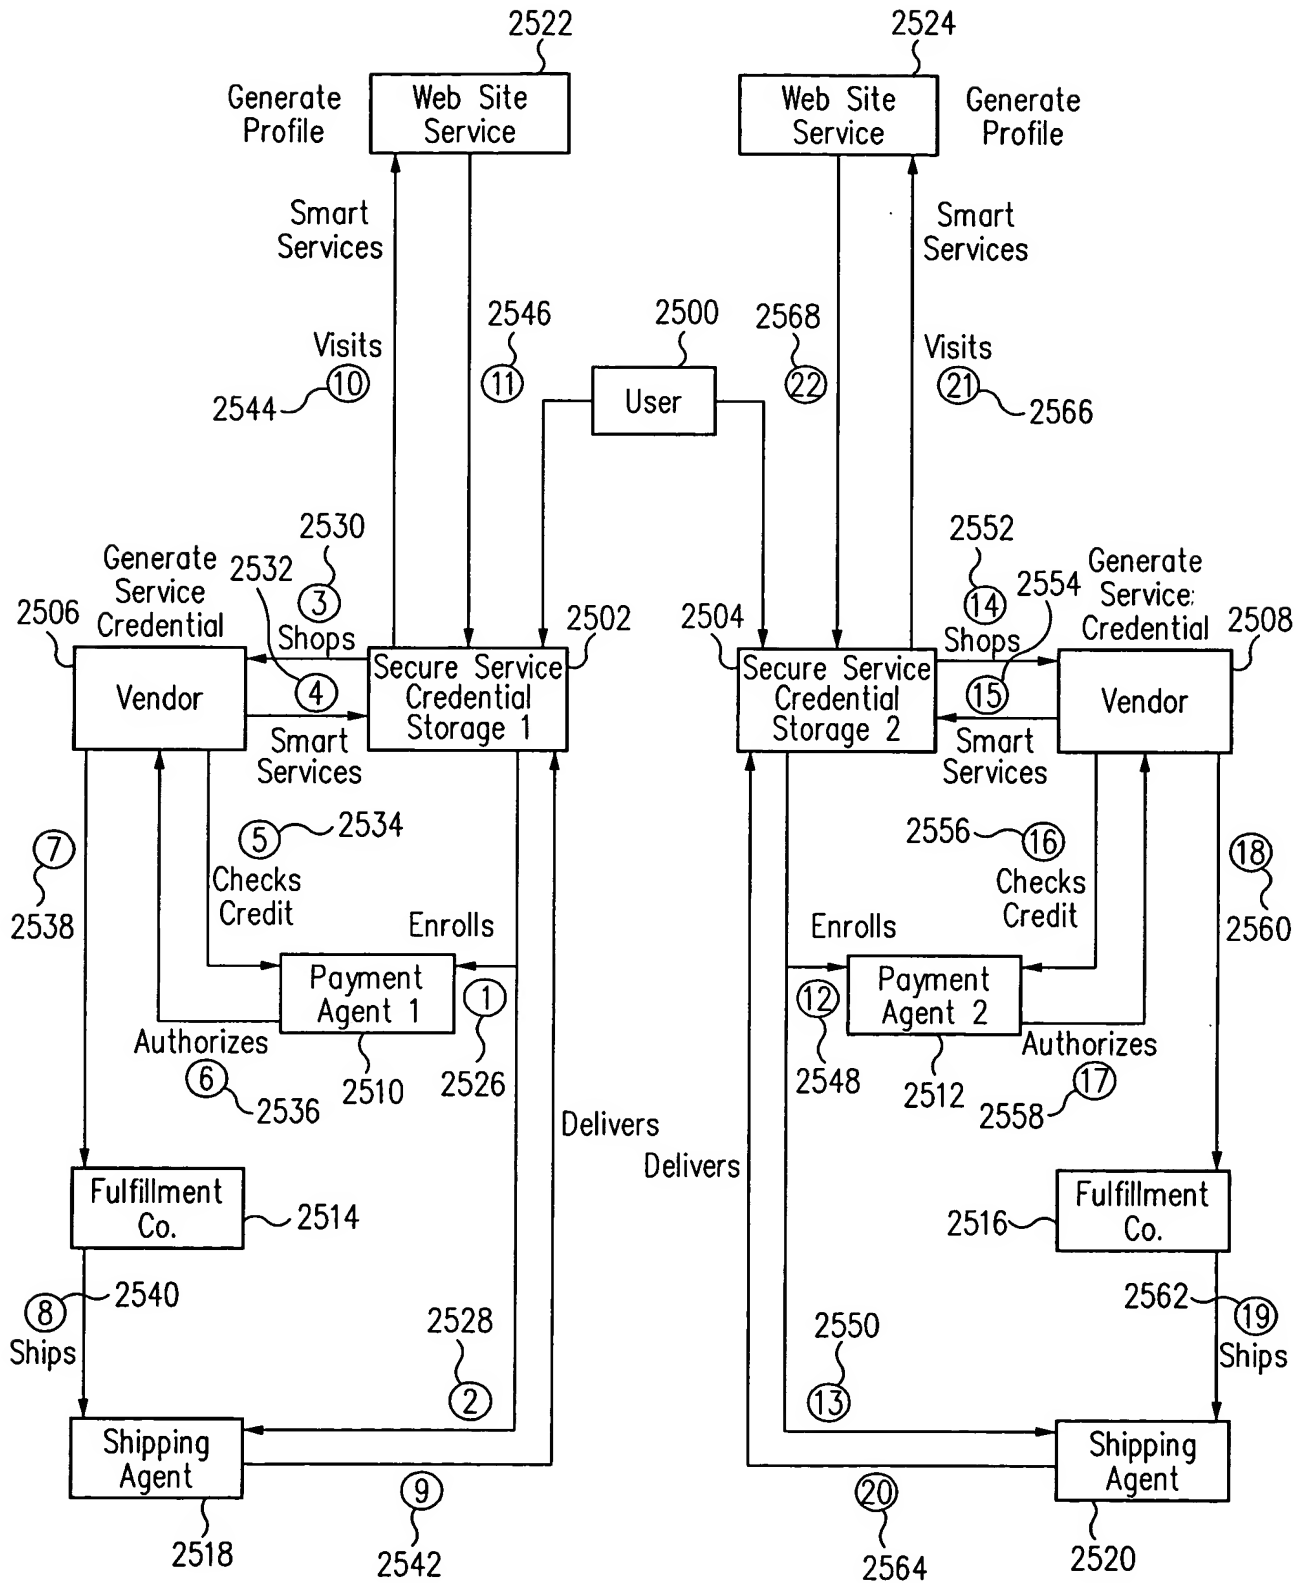 2522
2524
Generate
Profile
Web Site
Service
Web Site
Service
Generate
Profile
Smart
Services
Smart
Services
2546
2500
2568
Visits
10
2544
11
User
22
Visits
21
2566
2530
2552
Generate
Service
Credential
2532
3
Shops
2506
2502
2504
14
Shops
2554
Generate
Service:
Credential
2508
Vendor
4
Smart
Services
Secure Service
Credential
Storage 1
Secure Service
Credential
Storage 2
15
Smart
Services
Vendor
7
2538
5
2534
Checks
Credit
2556
16
Checks
Credit
18
2560
Enrolls
Enrolls
Payment
Agent 1
1
2526
12
2548
Payment
Agent 2
Authorizes
6
2536
2510
2512
Authorizes
17
2558
Delivers
Delivers
Fulfillment
Co.
2514
2516
Fulfillment
Co.
8
2540
Ships
2562
19
Ships
2528
2
2550
13
Shipping
Agent
Shipping
Agent
9
2542
20
2564
2518
2520